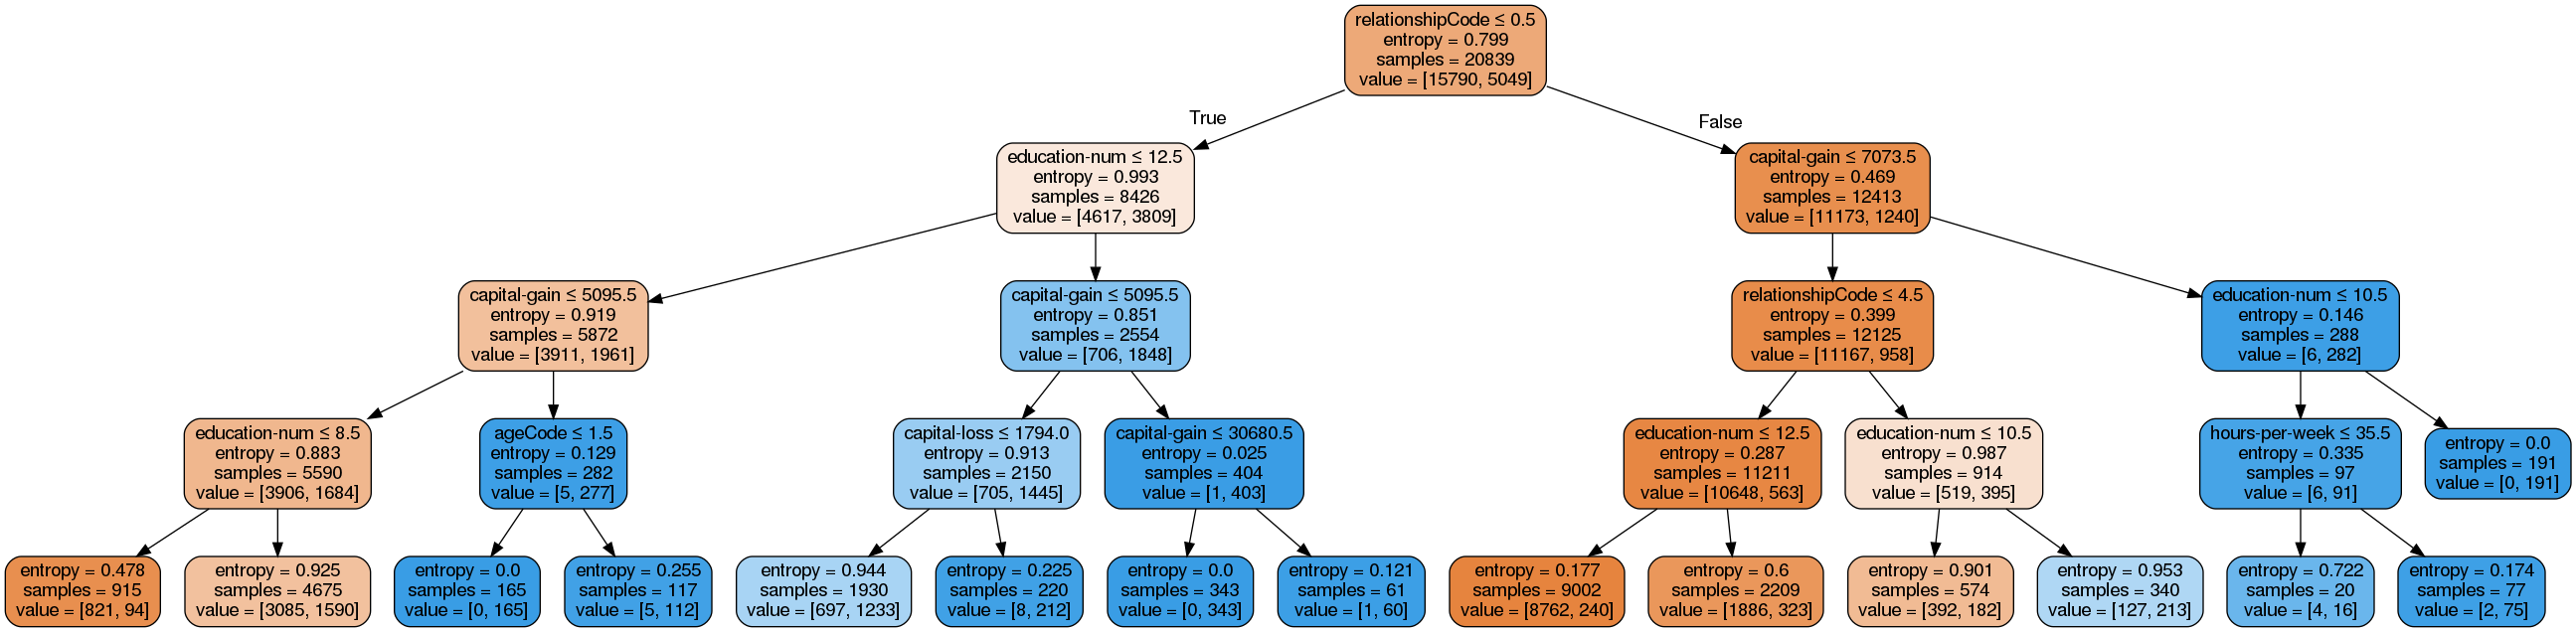 relationshipCode ≤ 0.5
entropy = 0.799
samples = 20839
value = [15790, 5049]
True
False
education-num ≤ 12.5
entropy = 0.993
samples = 8426
value = [4617, 3809]
capital-gain ≤ 7073.5
entropy = 0.469
samples = 12413
value = [11173, 1240]
capital-gain ≤ 5095.5
entropy = 0.919
samples = 5872
value = [3911, 1961]
capital-gain ≤ 5095.5
entropy = 0.851
samples = 2554
value = [706, 1848]
relationshipCode ≤ 4.5
entropy = 0.399
samples = 12125
value = [11167, 958]
education-num ≤ 10.5
entropy = 0.146
samples = 288
value = [6, 282]
education-num ≤ 8.5
entropy = 0.883
samples = 5590
value = [3906, 1684]
ageCode ≤ 1.5
entropy = 0.129
samples = 282
value = [5, 277]
capital-loss ≤ 1794.0
entropy = 0.913
samples = 2150
value = [705, 1445]
capital-gain ≤ 30680.5
entropy = 0.025
samples = 404
value = [1, 403]
education-num ≤ 12.5
entropy = 0.287
samples = 11211
value = [10648, 563]
education-num ≤ 10.5
entropy = 0.987
samples = 914
value = [519, 395]
hours-per-week ≤ 35.5
entropy = 0.335
samples = 97
value = [6, 91]
entropy = 0.0
samples = 191
value = [0, 191]
entropy = 0.478
samples = 915
value = [821, 94]
entropy = 0.925
samples = 4675
value = [3085, 1590]
entropy = 0.0
samples = 165
value = [0, 165]
entropy = 0.255
samples = 117
value = [5, 112]
entropy = 0.944
samples = 1930
value = [697, 1233]
entropy = 0.225
samples = 220
value = [8, 212]
entropy = 0.0
samples = 343
value = [0, 343]
entropy = 0.121
samples = 61
value = [1, 60]
entropy = 0.177
samples = 9002
value = [8762, 240]
entropy = 0.6
samples = 2209
value = [1886, 323]
entropy = 0.901
samples = 574
value = [392, 182]
entropy = 0.953
samples = 340
value = [127, 213]
entropy = 0.722
samples = 20
value = [4, 16]
entropy = 0.174
samples = 77
value = [2, 75]